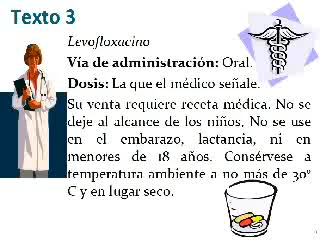 Texto 3
Levofloxacino
Vía de administración: Oral.
Dosis: La que el médico señale.
Su venta requiere receta médica. No se
deje al alcance de los niños, No se use
en el embarazo, lactancia, ni en
menores de 18 años. Consérvese a
temperatura ambiente a no más de 30º
C y en lugar seco.